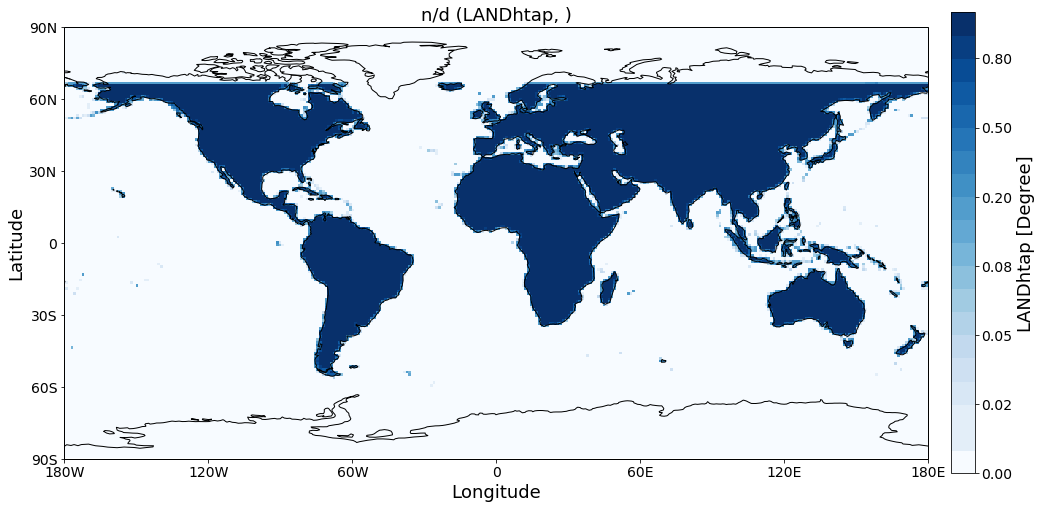 n/d (LANDhtap, )
90N
60N
30N
0
30S
60S
90S
Latitude
180W
120W
60W
0
60E
120E
180E
Longitude
0.80
0.50
0.20
0.08
0.05
0.02
0.00
LANDhtap [Degree]